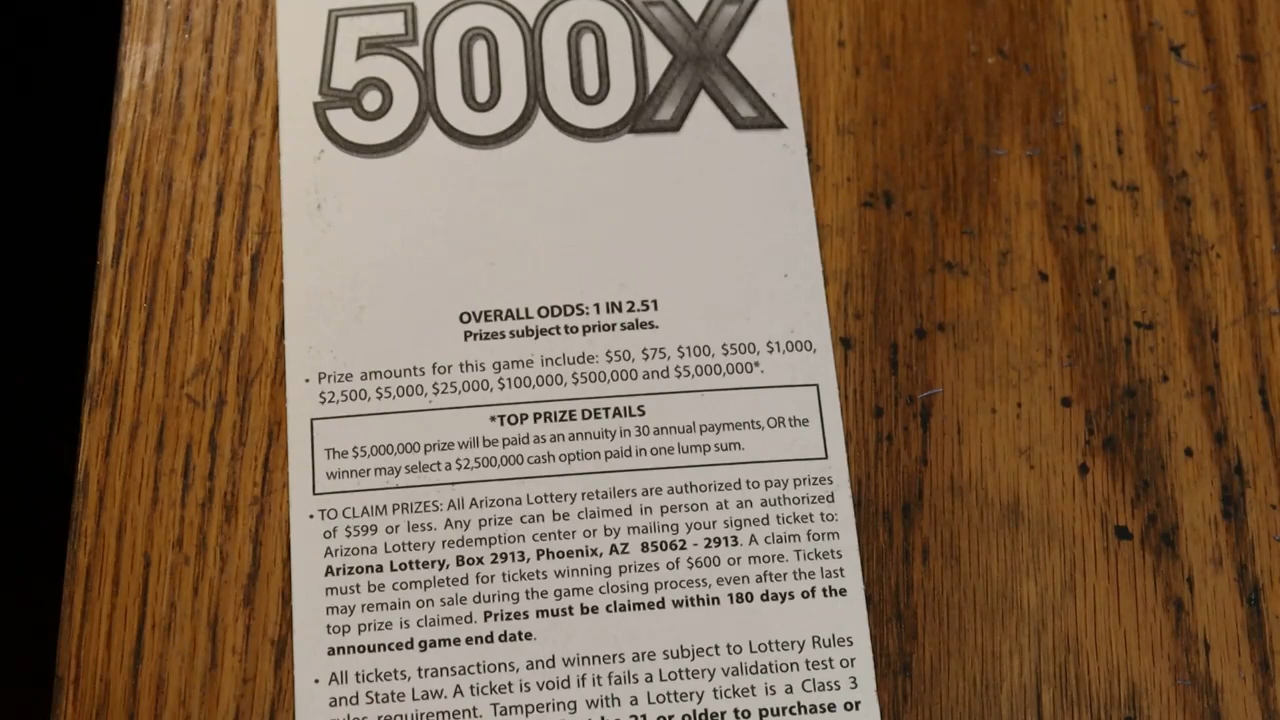 500X
OVERALL ODDS: 1 IN 2.51
Prizes subject to prior sales.
• Prize amounts for this game include: $50, $75, $100, $500, $1,000,
$2,500, $5,000, $25,000, $100,000, $500,000 and $5,000,000*.
*TOP PRIZE DETAILS
The $5,000,000 prize will be paid as an annuity in 30 annual payments, OR the
winner may select a $2,500,000 cash option paid in one lump sum.
• TO CLAIM PRIZES: All Arizona Lottery retailers are authorized to pay prizes
of $599 or less. Any prize can be claimed in person at an authorized
Arizona Lottery redemption center or by mailing your signed ticket to:
Arizona Lottery, Box 2913, Phoenix, AZ 85062 - 2913. A claim form
must be completed for tickets winning prizes of $600 or more. Tickets
may remain on sale during the game closing process, even after the last
top prize is claimed. Prizes must be claimed within 180 days of the
announced game end date.
• All tickets, transactions, and winners are subject to Lottery Rules
and State Law. A ticket is void if it fails a Lottery validation test or
rules requirement. Tampering with a Lottery ticket is a Class 3
21 or older to purchase or